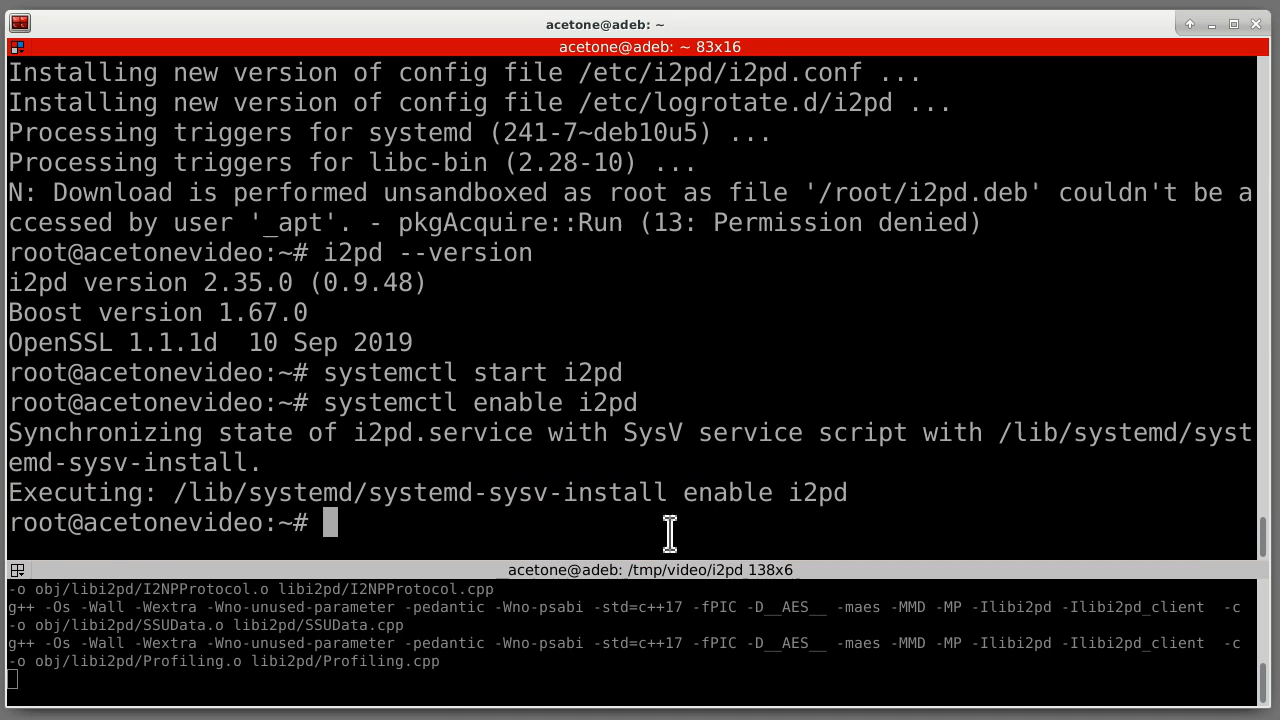 acetone@adeb: ~
acetone@adeb: ~ 83x16
Installing new version of config file /etc/i2pd/i2pd.conf ...
Installing new version of config file /etc/logrotate.d/i2pd ...
Processing triggers for systemd (241-7~deb10u5) ...
Processing triggers for libc-bin (2.28-10) ...
N: Download is performed unsandboxed as root as file '/root/i2pd.deb' couldn't be a
ccessed by user '_apt'. - pkgAcquire::Run (13: Permission denied)
root@acetonevideo:~# i2pd --version
i2pd version 2.35.0 (0.9.48)
Boost version 1.67.0
OpenSSL 1.1.1d  10 Sep 2019
root@acetonevideo:~# systemctl start i2pd
root@acetonevideo:~# systemctl enable i2pd
Synchronizing state of i2pd.service with SysV service script with /lib/systemd/syst
emd-sysv-install.
Executing: /lib/systemd/systemd-sysv-install enable i2pd
root@acetonevideo:~#
acetone@adeb: /tmp/video/i2pd 138x6
-o obj/libi2pd/I2NPProtocol.o libi2pd/I2NPProtocol.cpp
g++ -Os -Wall -Wextra -Wno-unused-parameter -pedantic -Wno-psabi -std=c++17 -fPIC -D__AES__ -maes -MMD -MP -Ilibi2pd -Ilibi2pd_client  -c
-o obj/libi2pd/SSUData.o libi2pd/SSUData.cpp
g++ -Os -Wall -Wextra -Wno-unused-parameter -pedantic -Wno-psabi -std=c++17 -fPIC -D__AES__ -maes -MMD -MP -Ilibi2pd -Ilibi2pd_client  -c
-o obj/libi2pd/Profiling.o libi2pd/Profiling.cpp